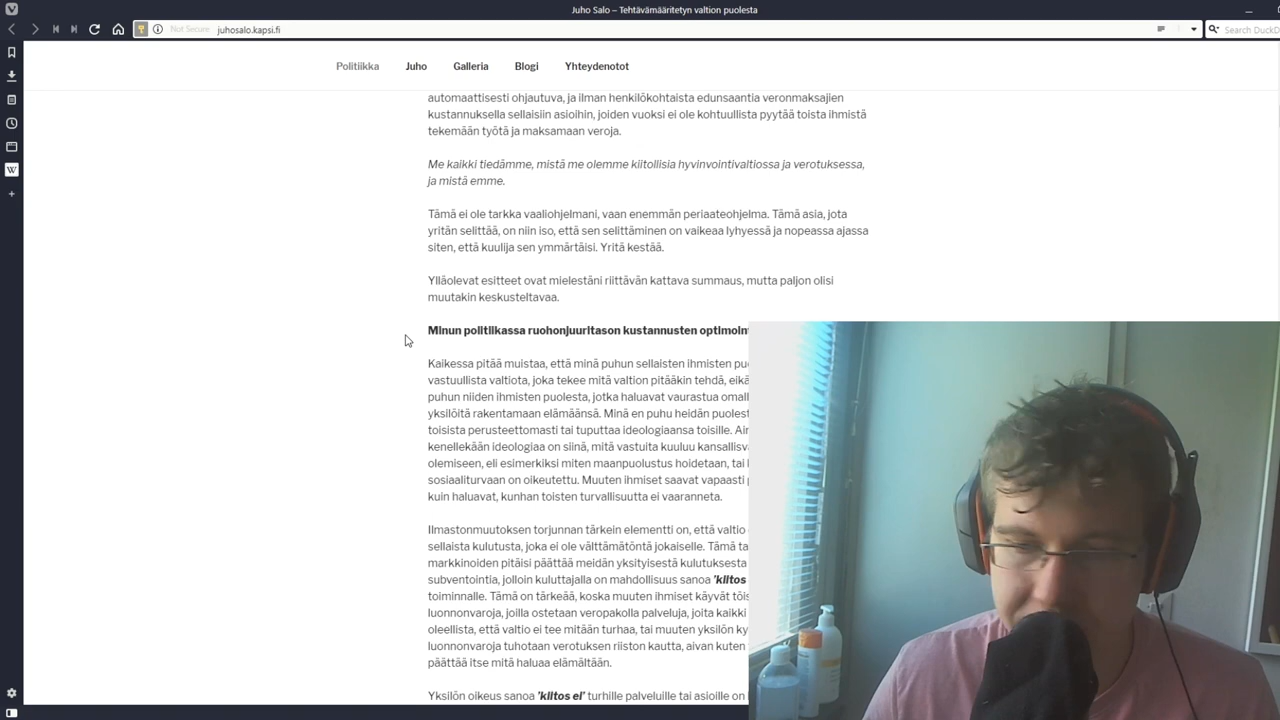 Juho Salo – Tehtävämääritetyn valtion puolesta
Not Secure juhosalo.kapsi.fi
Search DuckD
Politiikka Juho Galleria Blogi Yhteydenotot
automaattisesti ohjautuva, ja ilman henkilökohtaista edunsaantia veronmaksajien
kustannuksella sellaisiin asioihin, joiden vuoksi ei ole kohtuullista pyytää toista ihmistä
tekemään työtä ja maksamaan veroja.
Me kaikki tiedämme, mistä me olemme kiitollisia hyvinvointivaltiossa ja verotuksessa,
ja mistä emme.
Tämä ei ole tarkka vaaliohjelmani, vaan enemmän periaateohjelma. Tämä asia, jota
yritän selittää, on niin iso, että sen selittäminen on vaikeaa lyhyessä ja nopeassa ajassa
siten, että kuulija sen ymmärtäisi. Yritä kestää.
Ylläolevat esitteet ovat mielestäni riittävän kattava summaus, mutta paljon olisi
muutakin keskusteltavaa.
Minun politiikassa ruohonjuuritason kustannusten optimoin
Kaikessa pitää muistaa, että minä puhun sellaisten ihmisten pu
vastuullista valtiota, joka tekee mitä valtion pitääkin tehdä, eikä
puhun niiden ihmisten puolesta, jotka haluavat vaurastua omall
yksilöitä rakentamaan elämäänsä. Minä en puhu heidän puolest
toisista perusteettomasti tai tuputtaa ideologiaansa toisille. Ain
kenellekään ideologiaa on siinä, mitä vastuita kuuluu kansallisv
olemiseen, eli esimerkiksi miten maanpuolustus hoidetaan, tai
sosiaaliturvaan on oikeutettu. Muuten ihmiset saavat vapaasti
kuin haluavat, kunhan toisten turvallisuutta ei vaaranneta.
Ilmastonmuutoksen torjunnan tärkein elementti on, että valtio
sellaista kulutusta, joka ei ole välttämätöntä jokaiselle. Tämä ta
markkinoiden pitäisi päättää meidän yksityisestä kulutuksesta
subventointia, jolloin kuluttajalla on mahdollisuus sanoa 'kiitos
toiminnalle. Tämä on tärkeää, koska muuten ihmiset käyvät töis
luonnonvaroja, joilla ostetaan veropakolla palveluja, joita kaikki
oleellista, että valtio ei tee mitään turhaa, tai muuten yksilön ky
luonnonvaroja tuhotaan verotuksen riiston kautta, aivan kuten
päättää itse mitä haluaa elämältään.
Yksilön oikeus sanoa 'kiitos ei' turhille palveluille tai asioille on